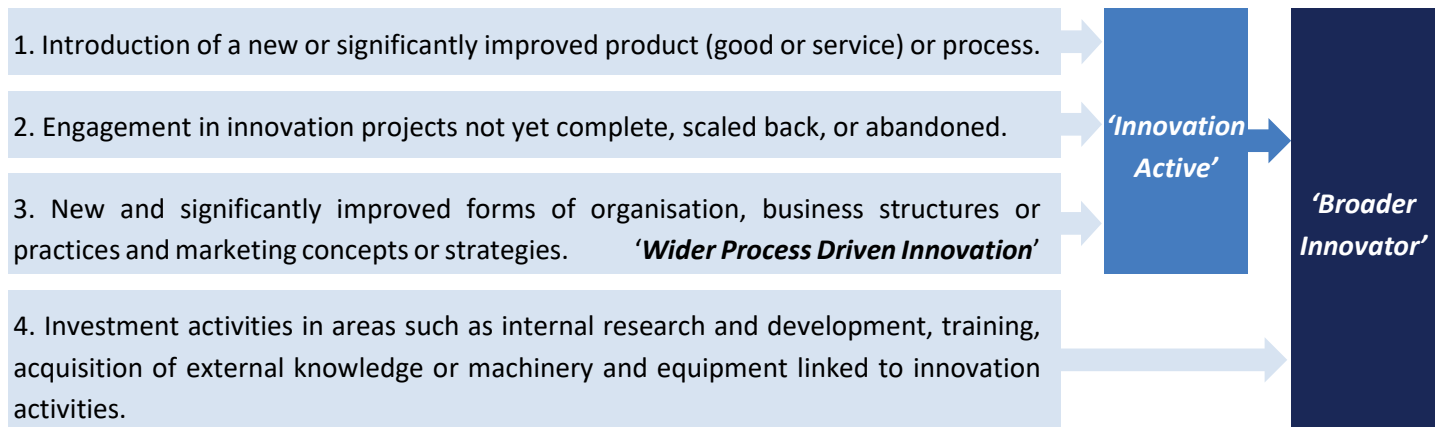 1. Introduction of a new or significantly improved product (good or service) or process.
2. Engagement in innovation projects not yet complete, scaled back, or abandoned.
3. New and significantly improved forms of organisation, business structures or
practices and marketing concepts or strategies. ‘Wider Process Driven Innovation’
4. Investment activities in areas such as internal research and development, training,
acquisition of external knowledge or machinery and equipment linked to innovation
activities.
‘Innovation
Active’
‘Broader
Innovator’